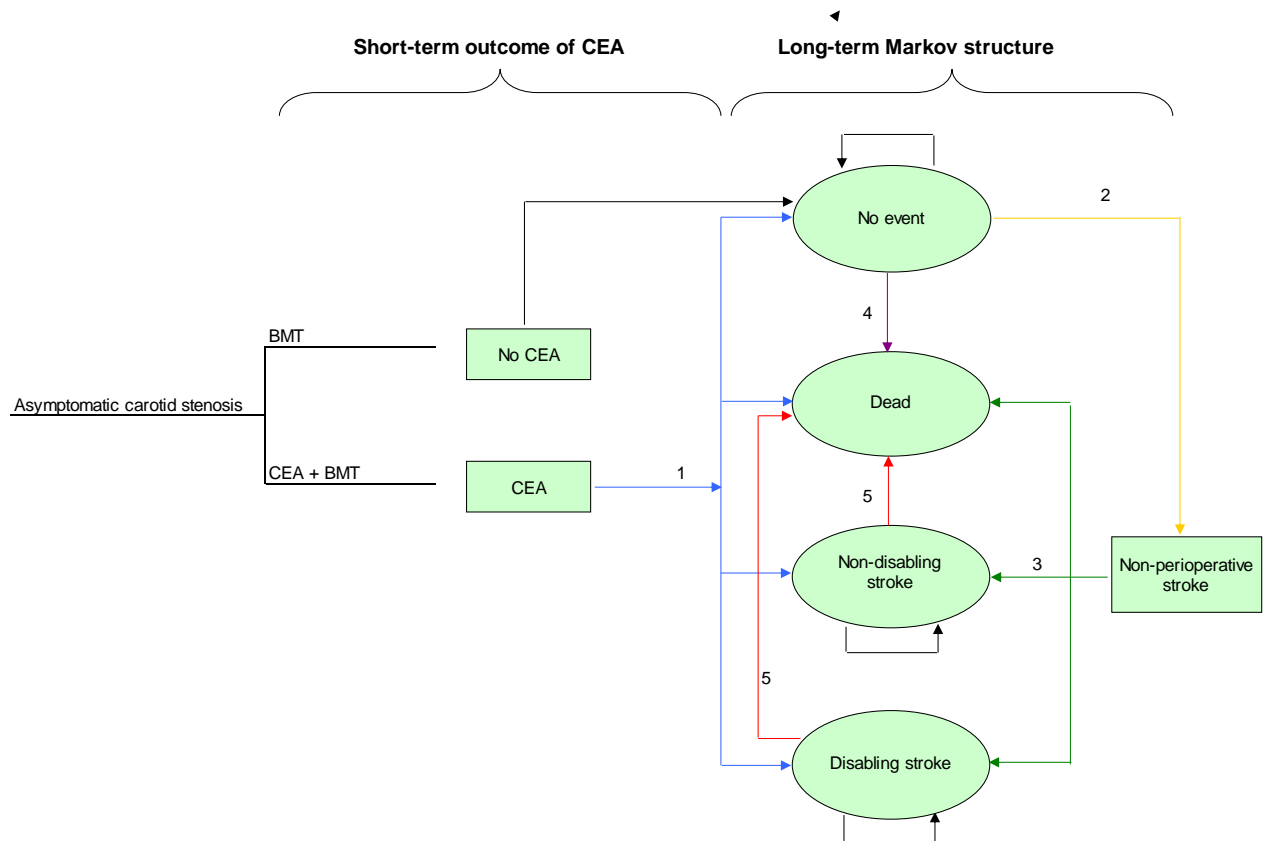 Short-term outcome of CEA
Long-term Markov structure
No event
2
4
BMT
No CEA
Asymptomatic carotid stenosis
Dead
CEA + BMT
CEA
1
5
Non-disabling
stroke
3
Non-perioperative
stroke
5
Disabling stroke